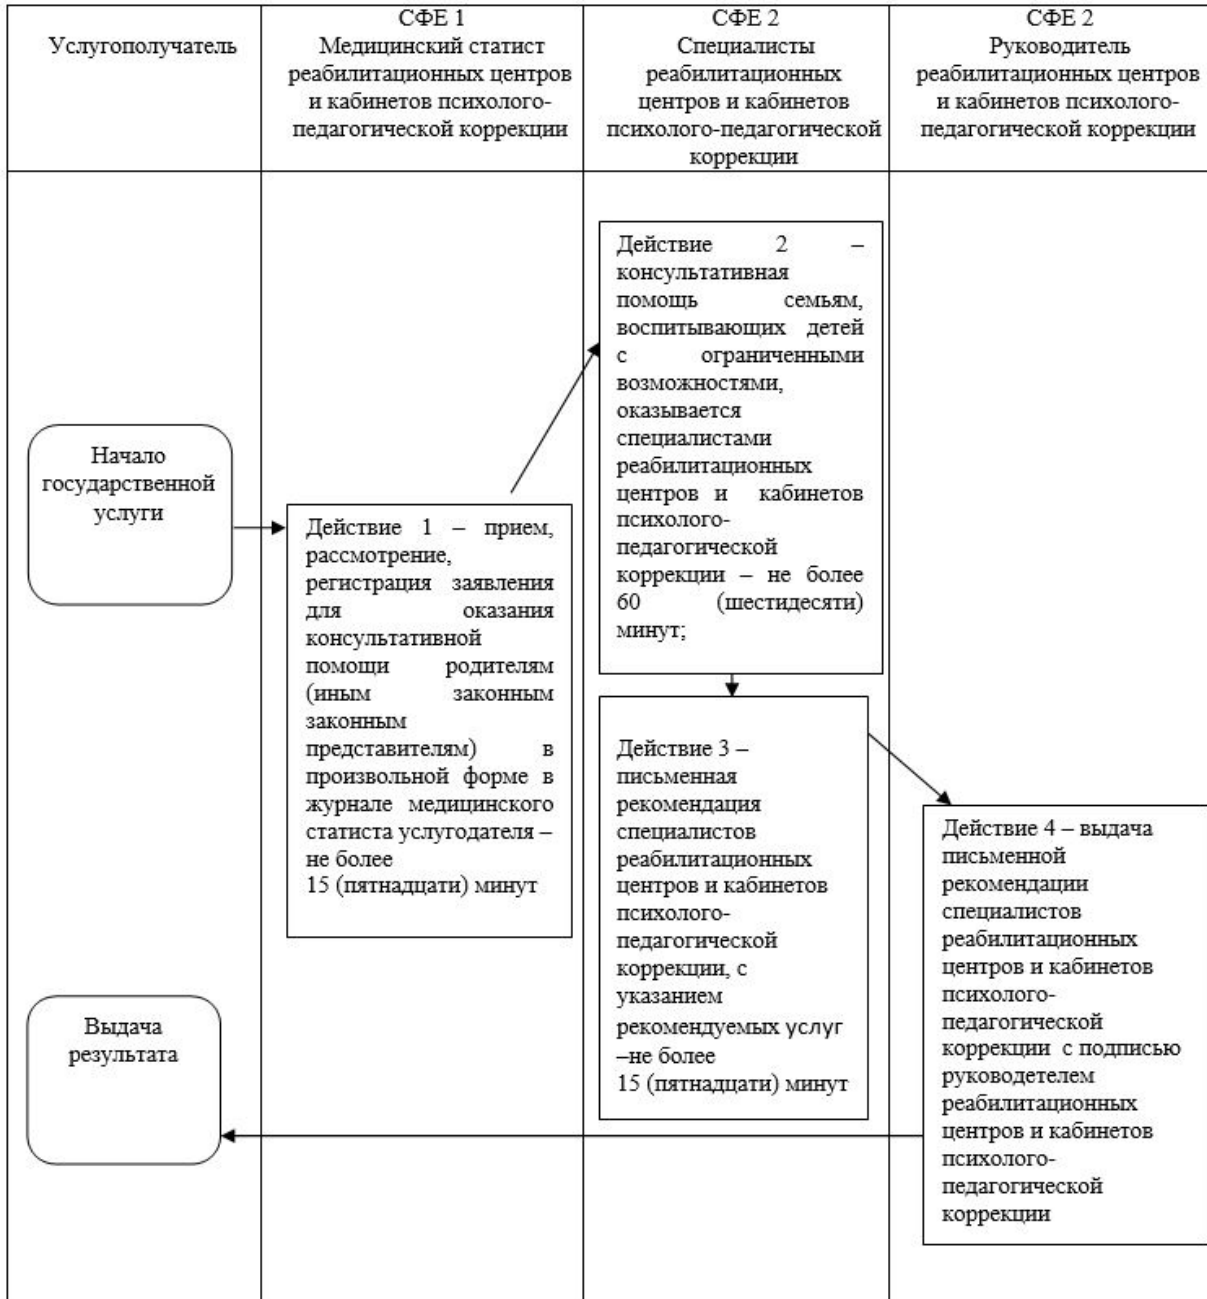 Услугополучатель
СФЕ 1
Медицинский статист
реабилитационных центров
и кабинетов психолого-
педагогической коррекции
СФЕ 2
Специалисты
реабилитационных
центров и кабинетов
психолого-педагогической
коррекции
СФЕ 2
Руководитель
реабилитационных центров
и кабинетов психолого-
педагогической коррекции
Начало
государственной
услуги
Действие 1 – прием,
рассмотрение,
регистрация заявления
для оказания
консультативной
помощи родителям
(иным законным
законным
представителям) в
произвольной форме в
журнале медицинского
статиста услугодателя –
не более
15 (пятнадцати) минут
Действие 2 –
консультативная
помощь семьям,
воспитывающих детей
с ограниченными
возможностями,
оказывается
специалистами
реабилитационных
центров и кабинетов
психолого-
педагогической
коррекции – не более
60 (шестидесяти)
минут;
Действие 3 –
письменная
рекомендация
специалистов
реабилитационных
центров и кабинетов
психолого-
педагогической
коррекции, с
указанием
рекомендуемых услуг
–не более
15 (пятнадцати) минут
Действие 4 – выдача
письменной
рекомендации
специалистов
реабилитационных
центров и кабинетов
психолого-
педагогической
коррекции с подписью
руководетелем
реабилитационных
центров и кабинетов
психолого-
педагогической
коррекции
Выдача
результата